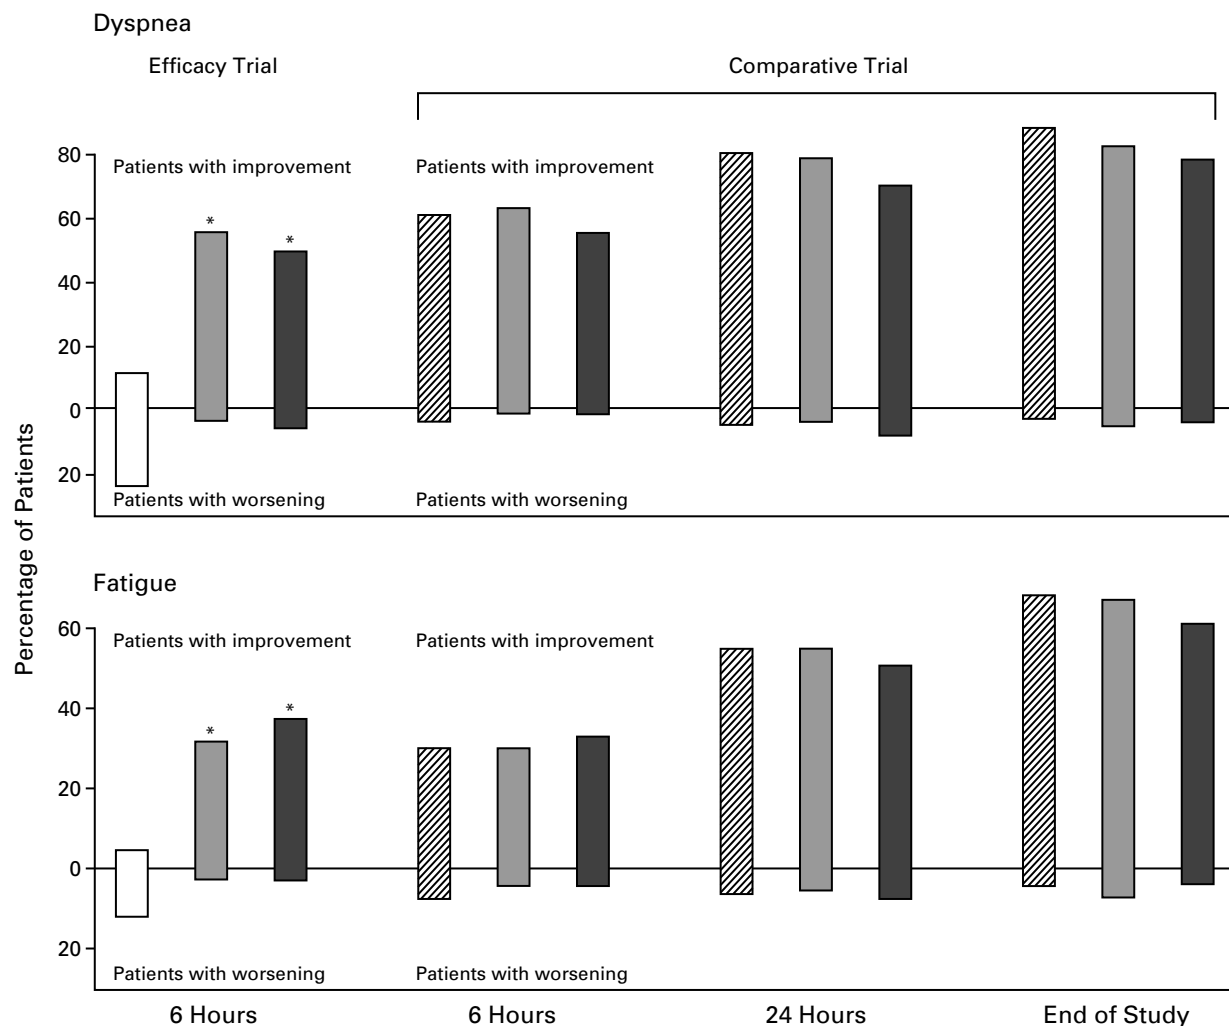 Dyspnea
Efficacy Trial
Comparative Trial
Patients with improvement
Patients with improvement
80
60
40
20
0
20
Patients with worsening
Patients with worsening
Percentage of Patients
Fatigue
Patients with improvement
Patients with improvement
60
40
20
0
20
*
*
*
*
Patients with worsening
Patients with worsening
6 Hours
6 Hours
24 Hours
End of Study